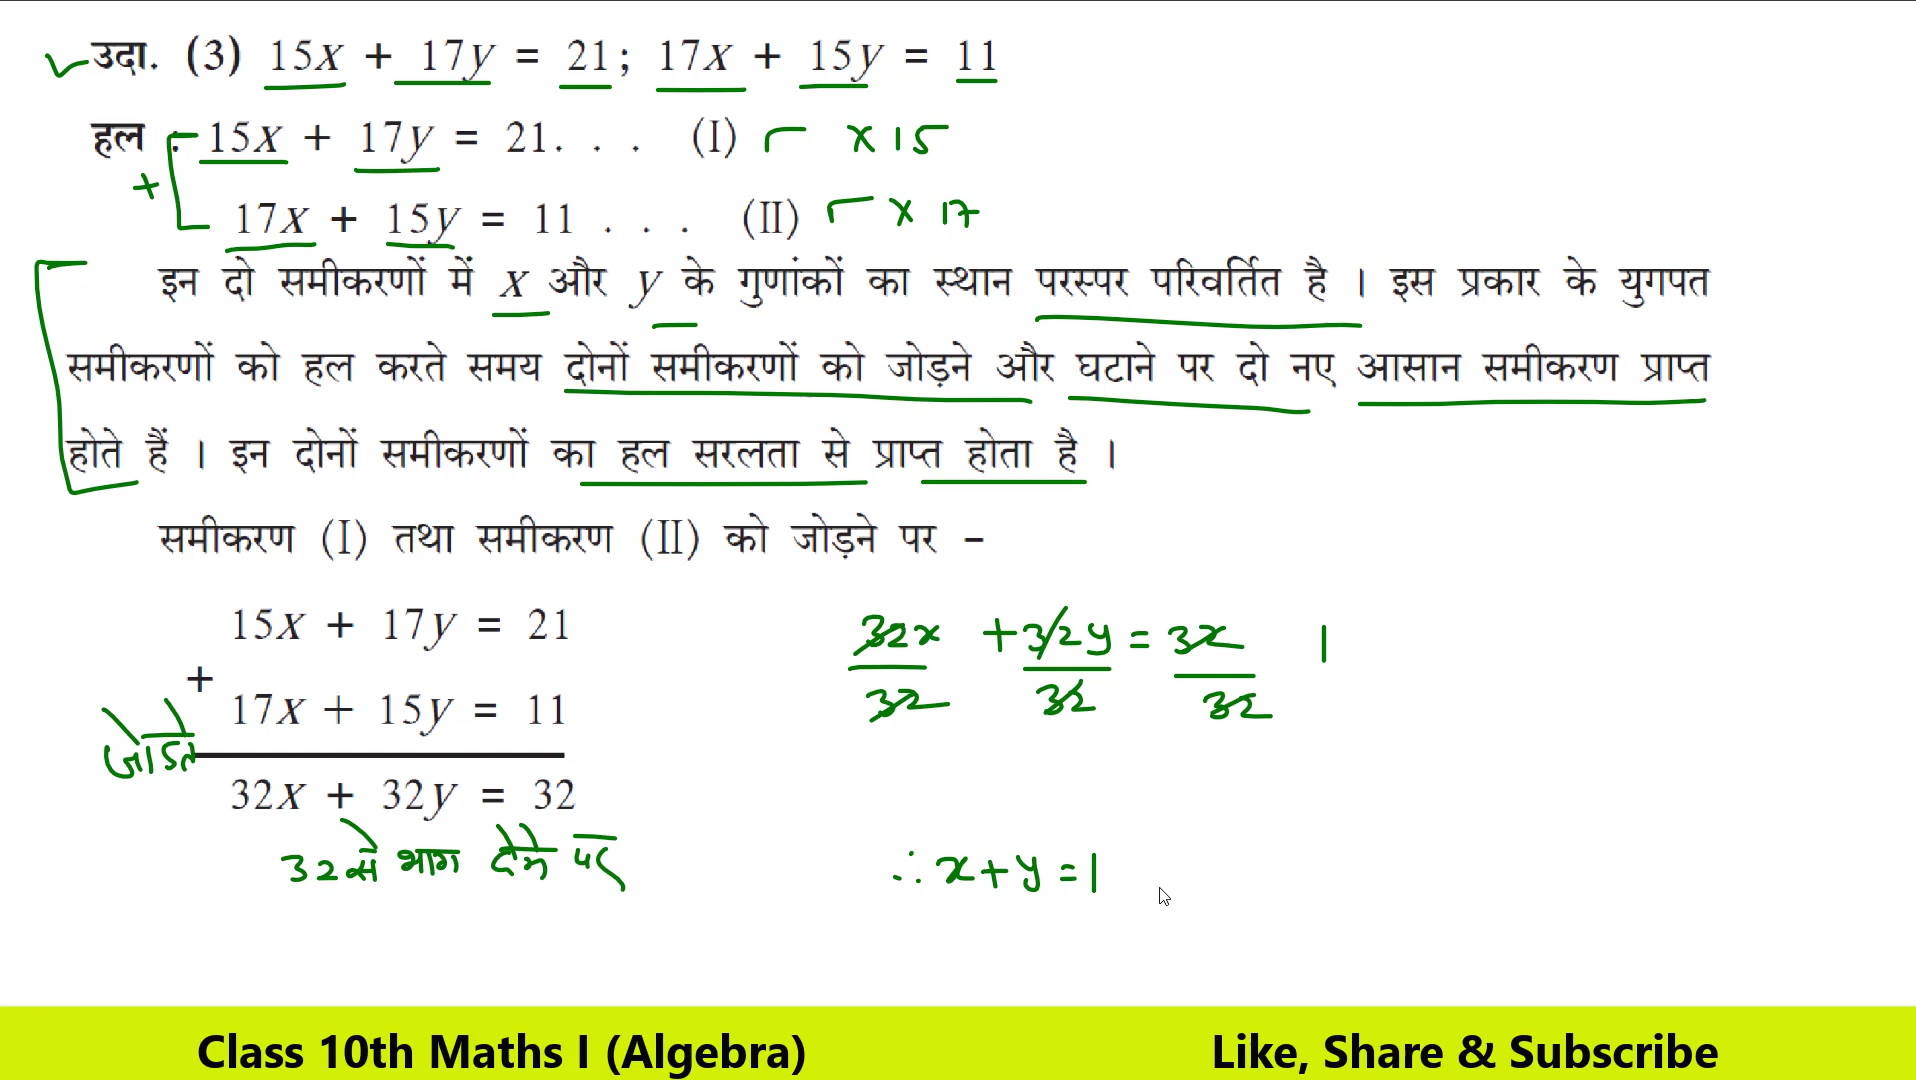 उदा. (3) 15x + 17y = 21; 17x + 15y = 11
हल : 15x + 17y = 21. . . (I) × 15
+
17x + 15y = 11 . . . (II) × 17
इन दो समीकरणों में x और y के गुणांकों का स्थान परस्पर परिवर्तित है । इस प्रकार के युगपत
समीकरणों को हल करते समय दोनों समीकरणों को जोड़ने और घटाने पर दो नए आसान समीकरण प्राप्त
होते हैं । इन दोनों समीकरणों का हल सरलता से प्राप्त होता है ।
समीकरण (I) तथा समीकरण (II) को जोड़ने पर –
15x + 17y = 21
+
17x + 15y = 11
32x + 32y = 32
32 से भाग देने पर
32x + 32y = 32 1
32 32 32
∴ x + y = 1
Class 10th Maths I (Algebra)
Like, Share & Subscribe